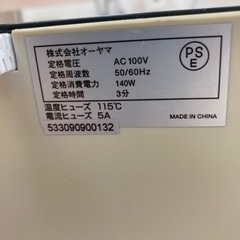 株式会社オーヤマ
定格電圧 AC100V
定格周波数 50/60Hz
定格消費電力 140W
定格時間 3分
温度ヒューズ 115℃
電流ヒューズ 5A
533090900132
PS
E
MADE IN CHINA